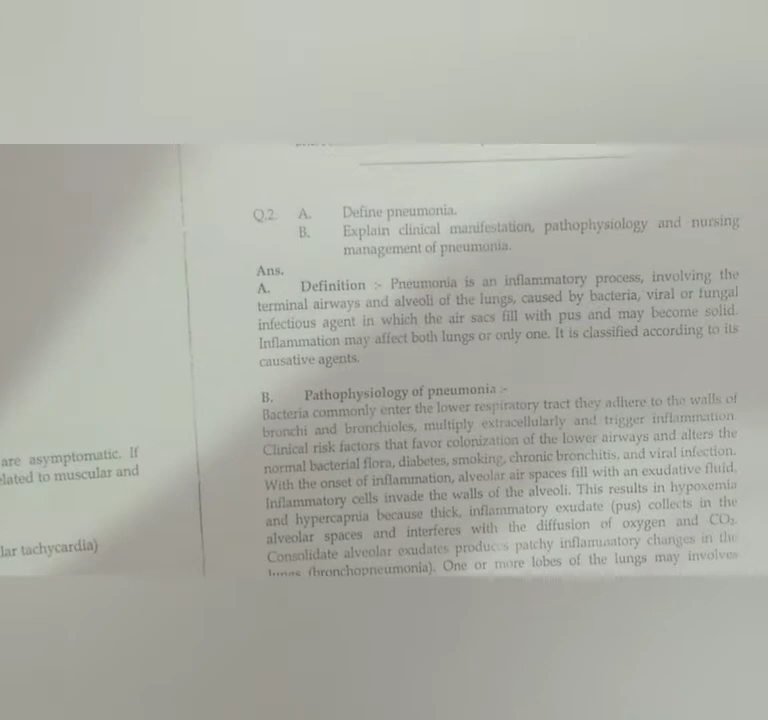 are asymptomatic. If
elated to muscular and
lar tachycardia)
Q.2. A. Define pneumonia.
B. Explain clinical manifestation, pathophysiology and nursing
management of pneumonia.
Ans.
A. Definition :- Pneumonia is an inflammatory process, involving the
terminal airways and alveoli of the lungs, caused by bacteria, viral or fungal
infectious agent in which the air sacs fill with pus and may become solid.
Inflammation may affect both lungs or only one. It is classified according to its
causative agents.
B. Pathophysiology of pneumonia :-
Bacteria commonly enter the lower respiratory tract they adhere to the walls of
bronchi and bronchioles, multiply extracellularly and trigger inflammation
Clinical risk factors that favor colonization of the lower airways and alters the
normal bacterial flora, diabetes, smoking, chronic bronchitis, and viral infection.
With the onset of inflammation, alveolar air spaces fill with an exudative fluid.
Inflammatory cells invade the walls of the alveoli. This results in hypoxemia
and hypercapnia because thick, inflammatory exudate (pus) collects in the
alveolar spaces and interferes with the diffusion of oxygen and CO₂.
Consolidate alveolar exudates produces patchy inflammatory changes in the
lungs (bronchopneumonia). One or more lobes of the lungs may involves